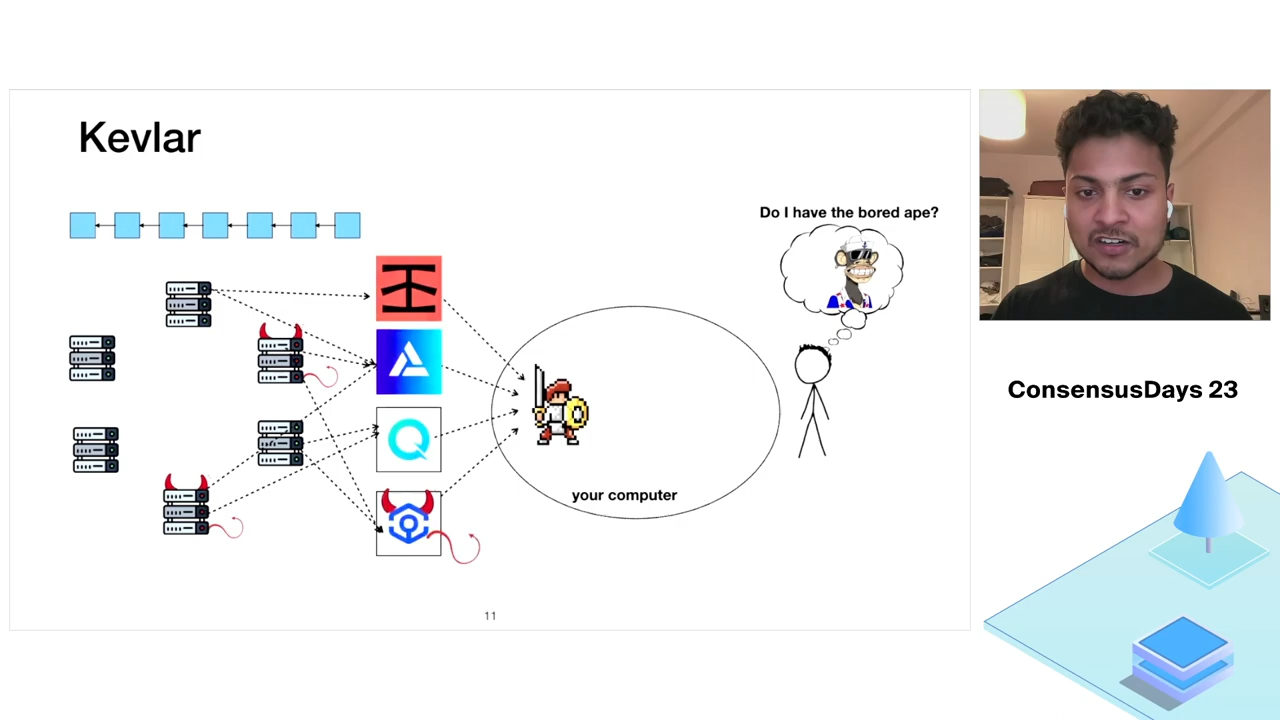 Kevlar
Do I have the bored ape?
your computer
11
ConsensusDays 23